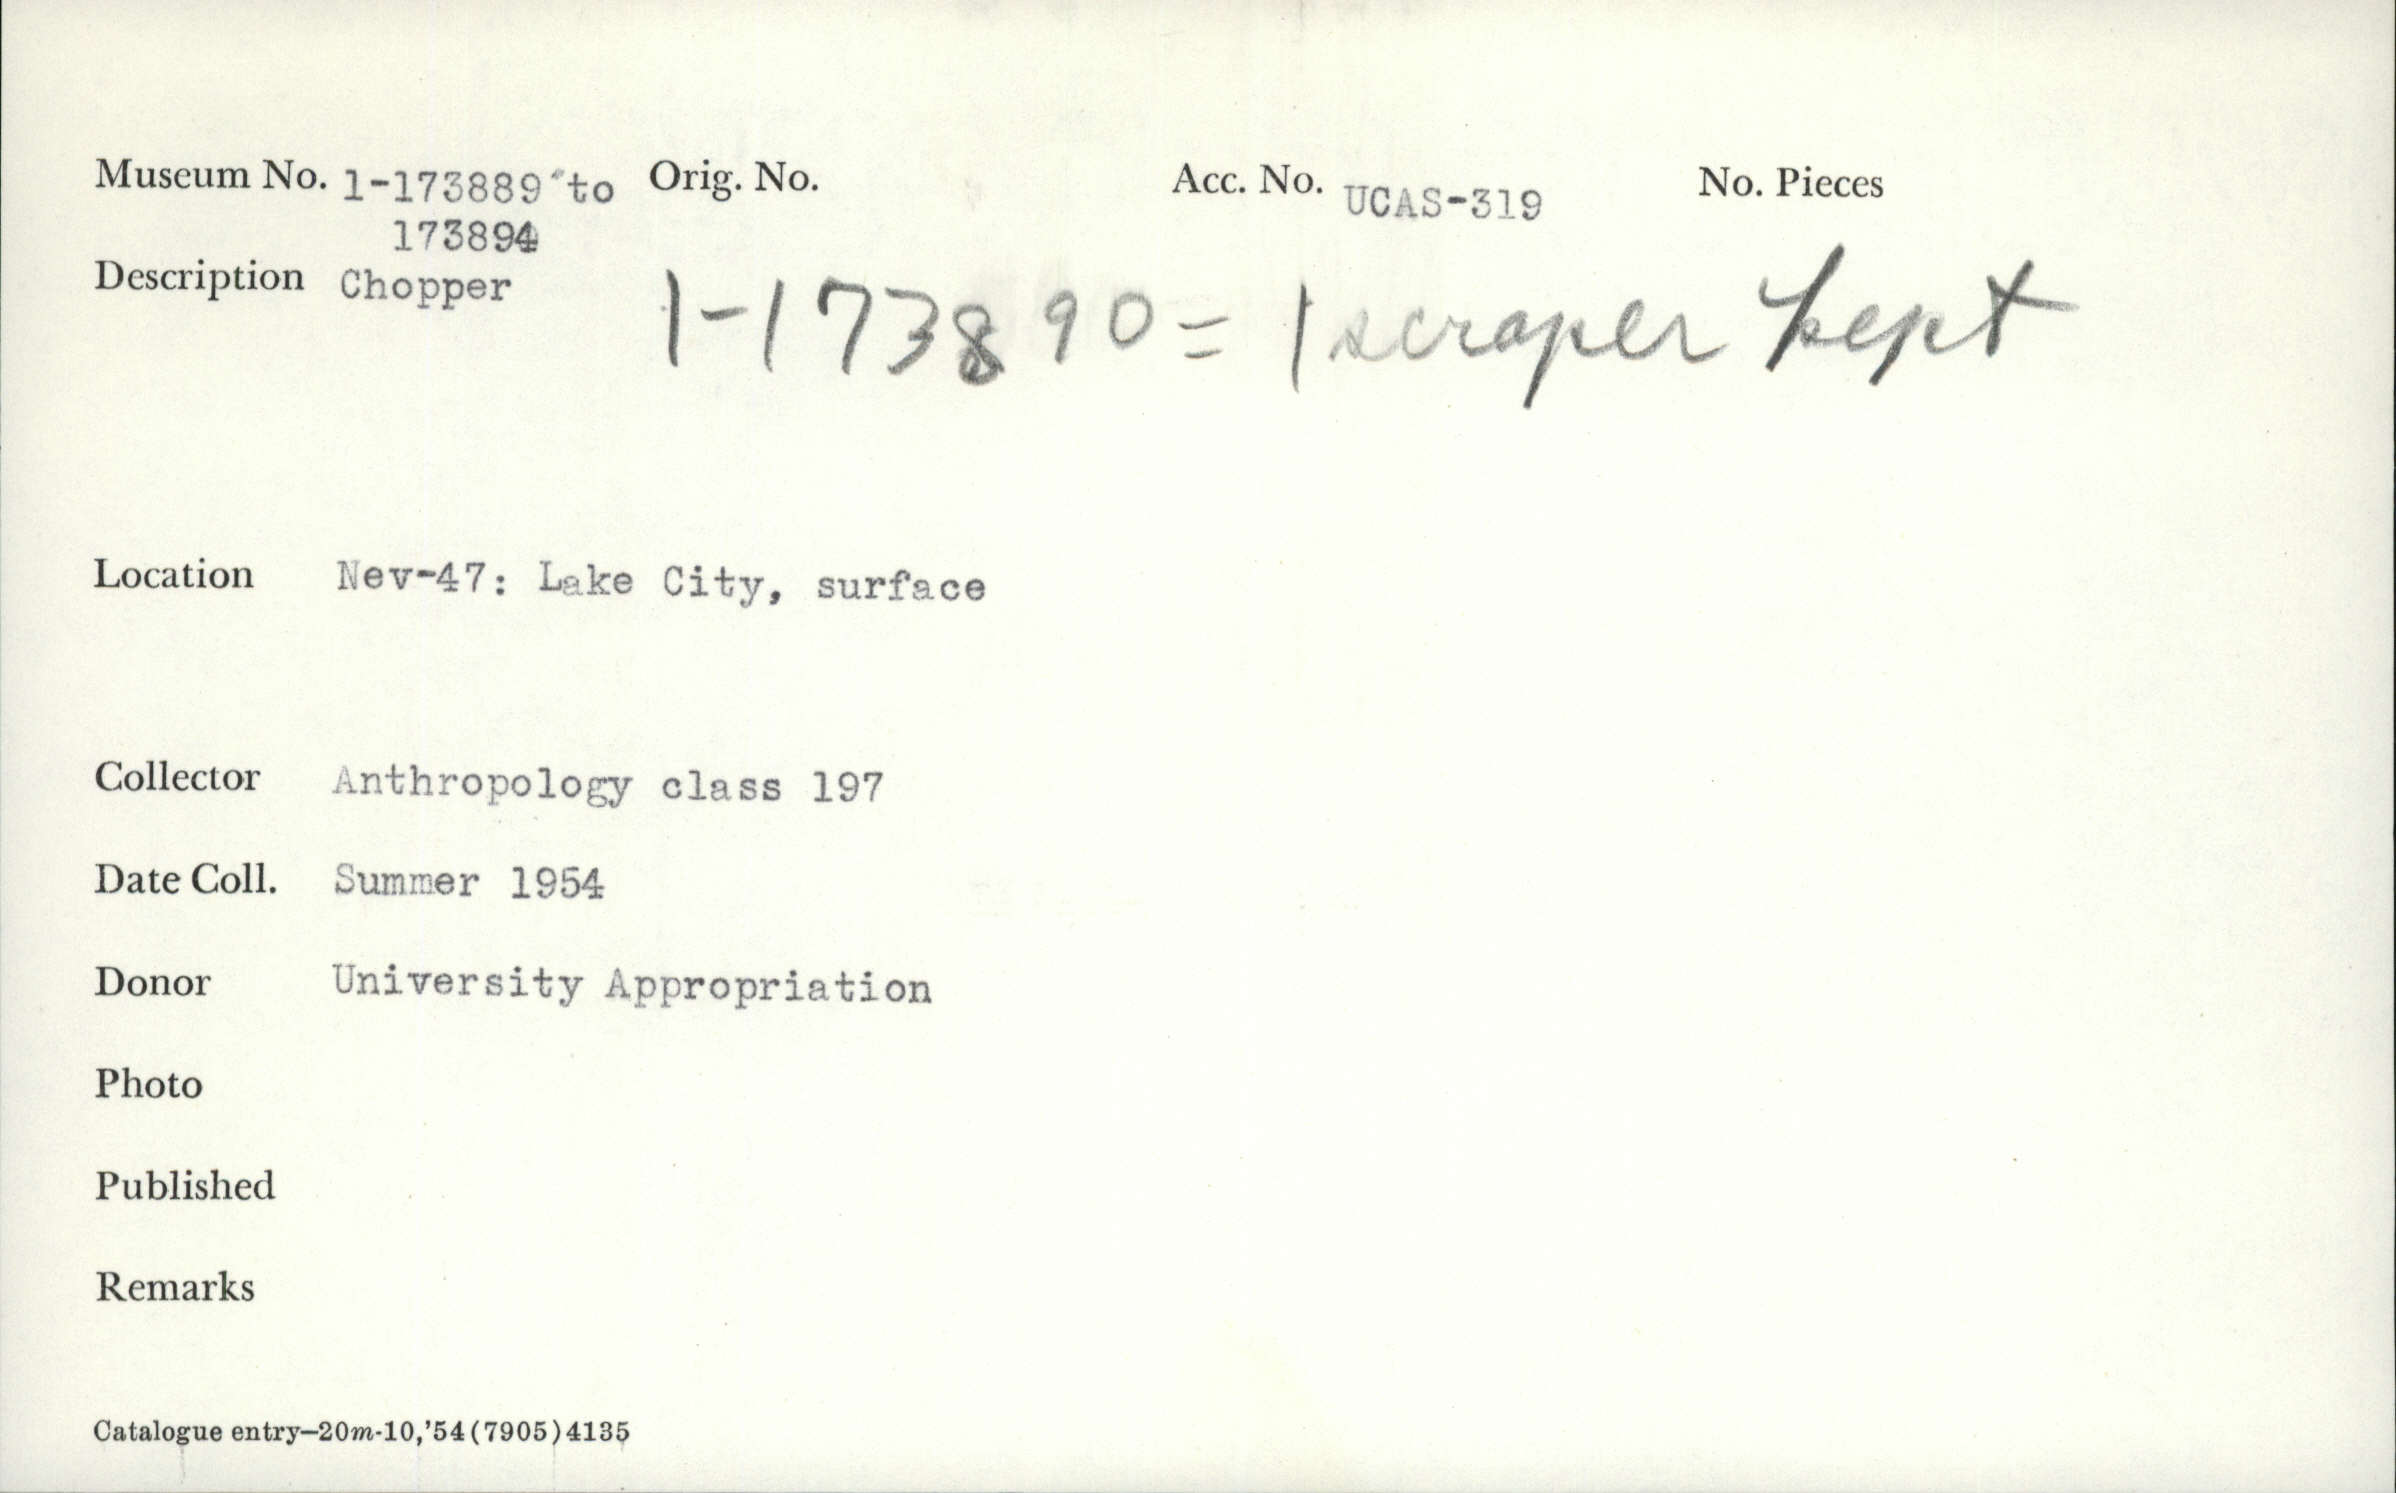 Museum No. 1-173889 to Orig. No. Acc. No. UCAS-319 No. Pieces
173894
Description Chopper 1-173890 = 1 scraper kept
Location Nev-47: Lake City, surface
Collector Anthropology class 197
Date Coll. Summer 1954
Donor University Appropriation
Photo
Published
Remarks
Catalogue entry—20m-10,'54(7905)4135